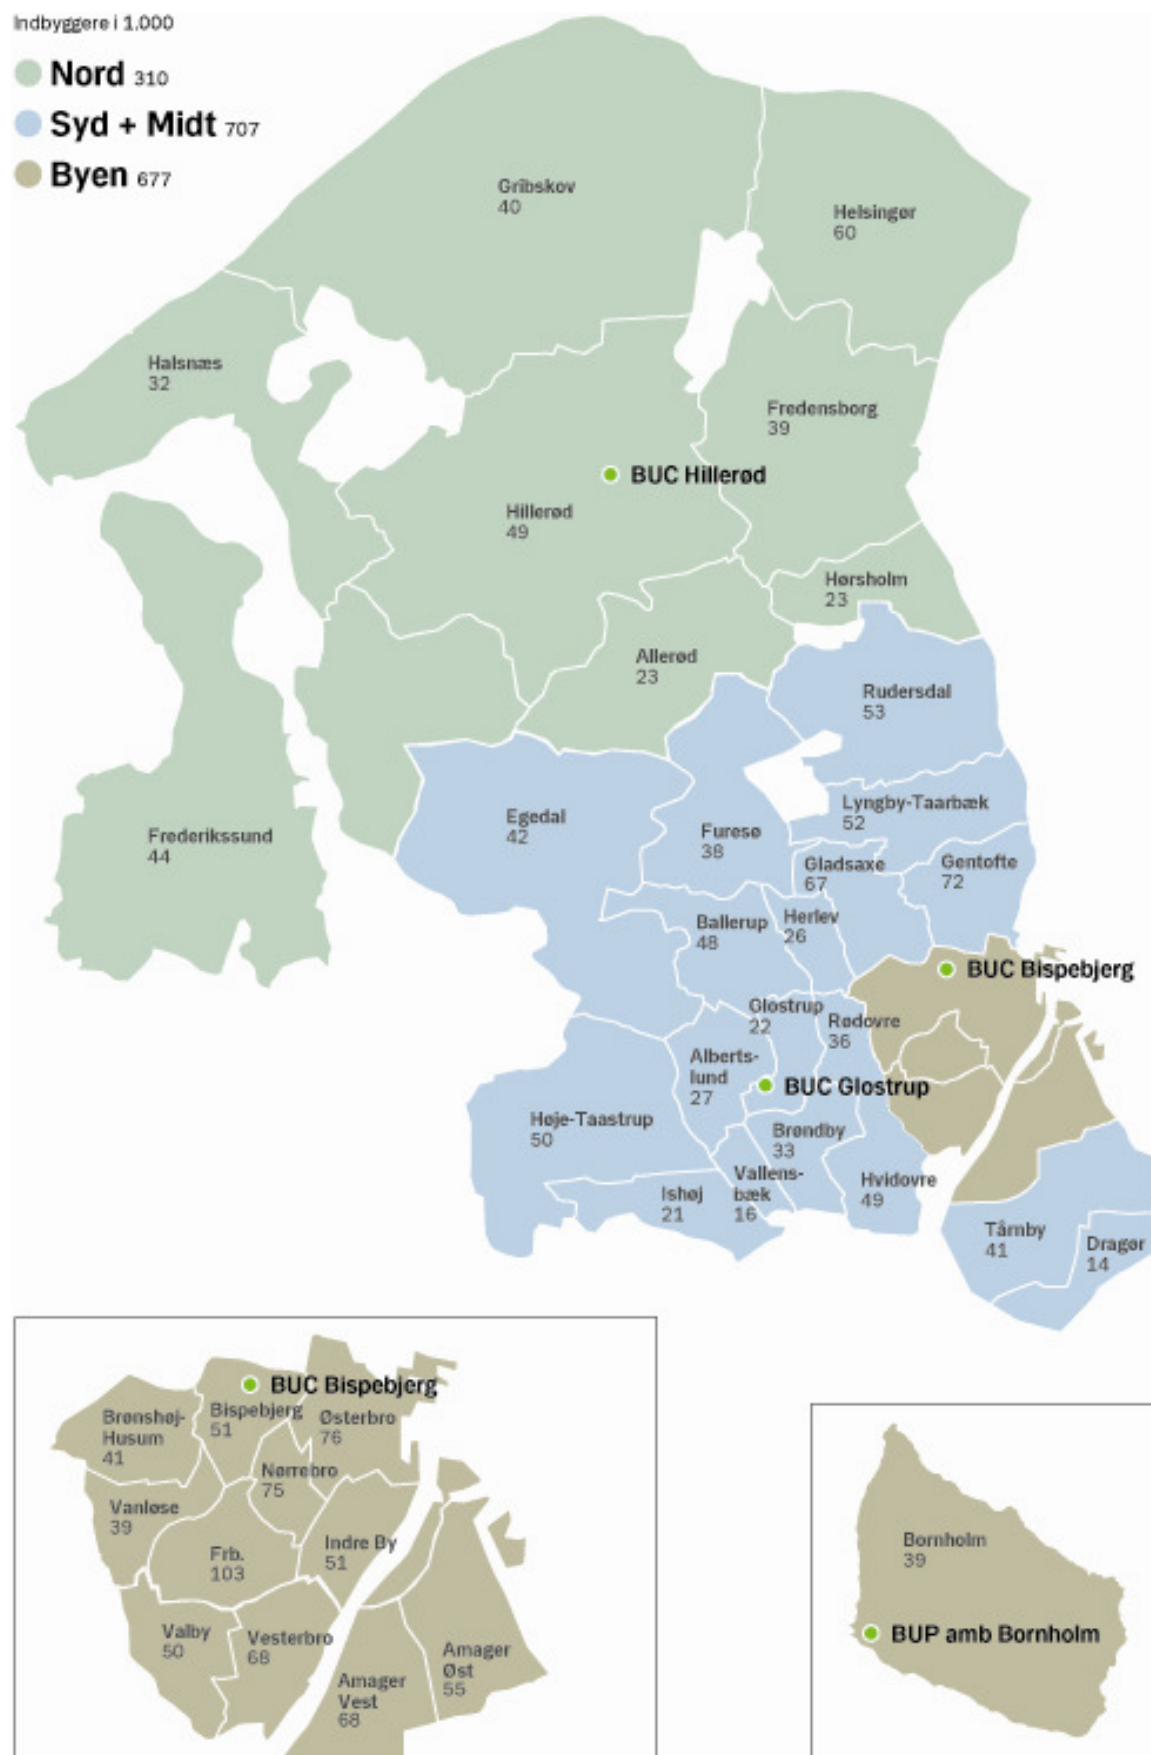 Indbyggere i 1.000
Nord 310
Syd + Midt 707
Byen 677
Gribskov
40
Helsingør
60
Halsnæs
32
Fredensborg
39
BUC Hillerød
Hillerød
49
Hørsholm
23
Allerød
23
Rudersdal
53
Egedal
42
Lyngby-Taarbæk
52
Furesø
38
Frederikssund
44
Gladsaxe
67
Gentofte
72
Ballerup
48
Herlev
26
BUC Bispebjerg
Glostrup
22
Rødovre
36
Alberts-
lund
27
BUC Glostrup
Høje-Taastrup
50
Brøndby
33
Vallens-
bæk
16
Ishøj
21
Hvidovre
49
Tårnby
41
Dragør
14
BUC Bispebjerg
Brønshøj-
Husum
41
Bispebjerg
51
Østerbro
76
Nørrebro
75
Vanløse
39
Frb.
103
Indre By
51
Valby
50
Vesterbro
68
Amager
Vest
68
Amager
Øst
55
Bornholm
39
BUP amb Bornholm